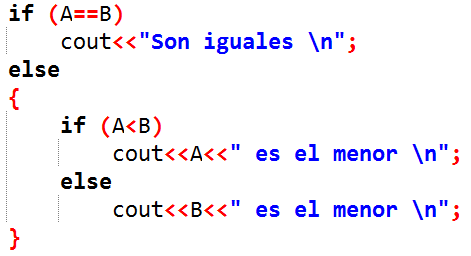 if (A==B)
    cout<<"Son iguales \n";
else
{
    if (A<B)
        cout<<A<<" es el menor \n";
    else
        cout<<B<<" es el menor \n";
}